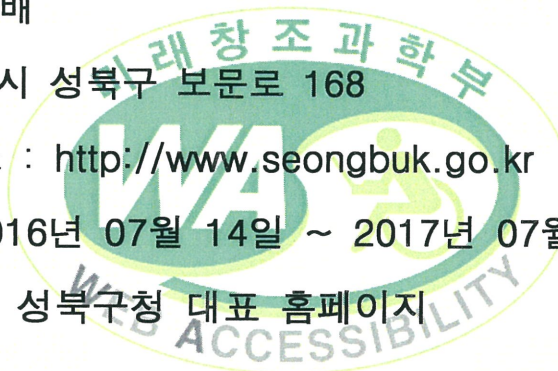 배
시 성북구 보문로 168
: http://www.seongbuk.go.kr
016년 07월 14일 ~ 2017년 07월
성북구청 대표 홈페이지
미래창조과학부
WA
WEB ACCESSIBILITY